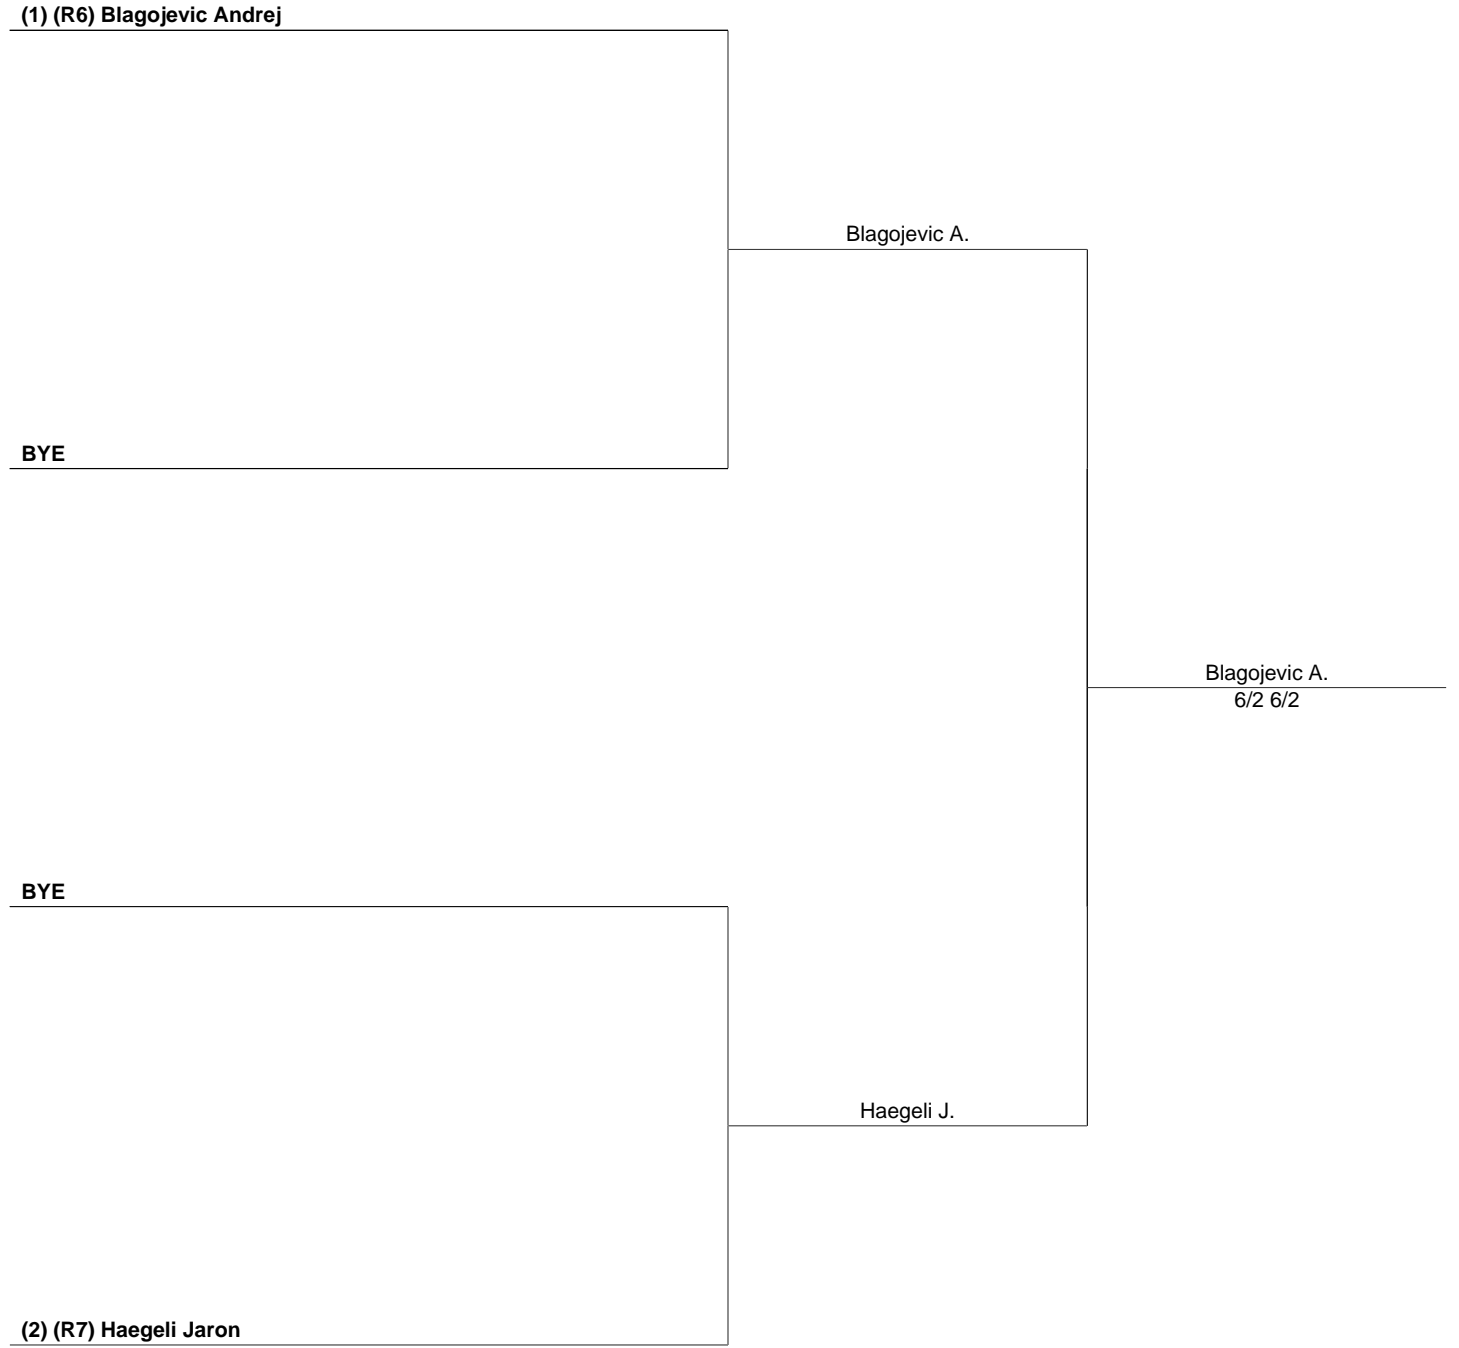 (1) (R6) Blagojevic Andrej
Blagojevic A.
BYE
Blagojevic A.
6/2 6/2
BYE
Haegeli J.
(2) (R7) Haegeli Jaron